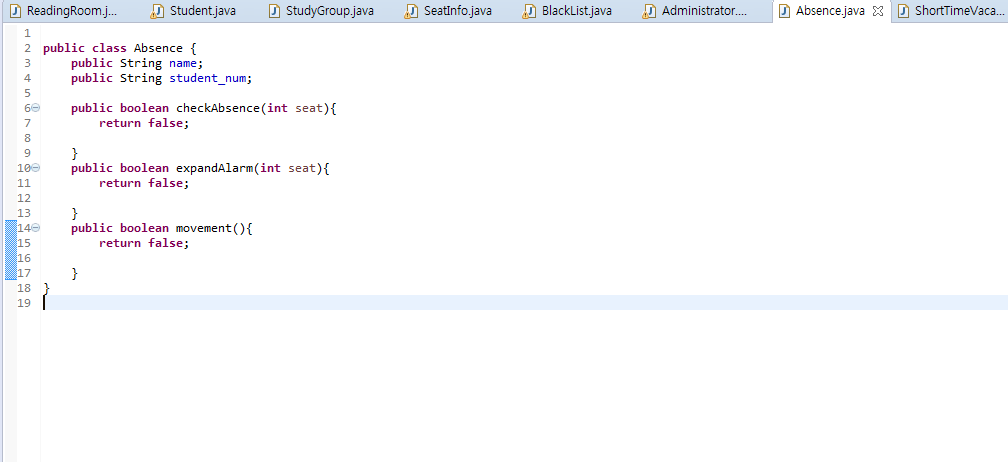 ReadingRoom.j... Student.java StudyGroup.java SeatInfo.java BlackList.java Administrator.... Absence.java ShortTimeVaca...
1
2 public class Absence {
3 public String name;
4 public String student_num;
5
6 public boolean checkAbsence(int seat){
7 return false;
8
9 }
10 public boolean expandAlarm(int seat){
11 return false;
12
13 }
14 public boolean movement(){
15 return false;
16
17 }
18 }
19